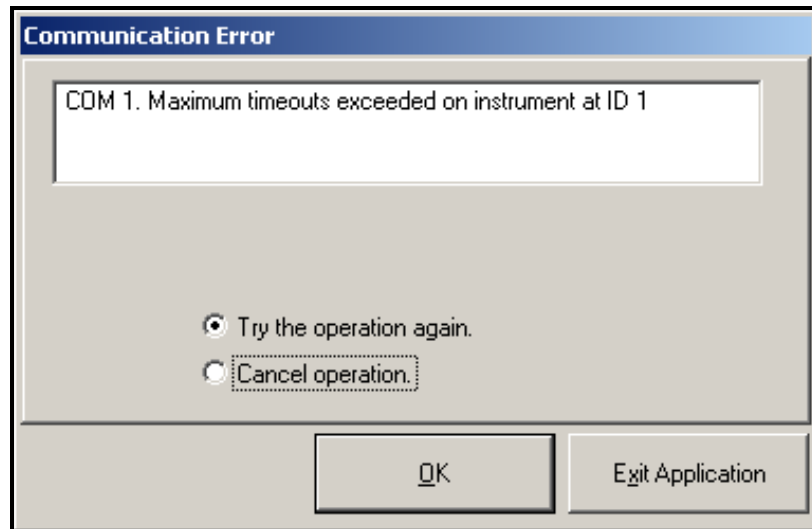 Communication Error
COM 1. Maximum timeouts exceeded on instrument at ID 1
Try the operation again.
Cancel operation.
OK
Exit Application